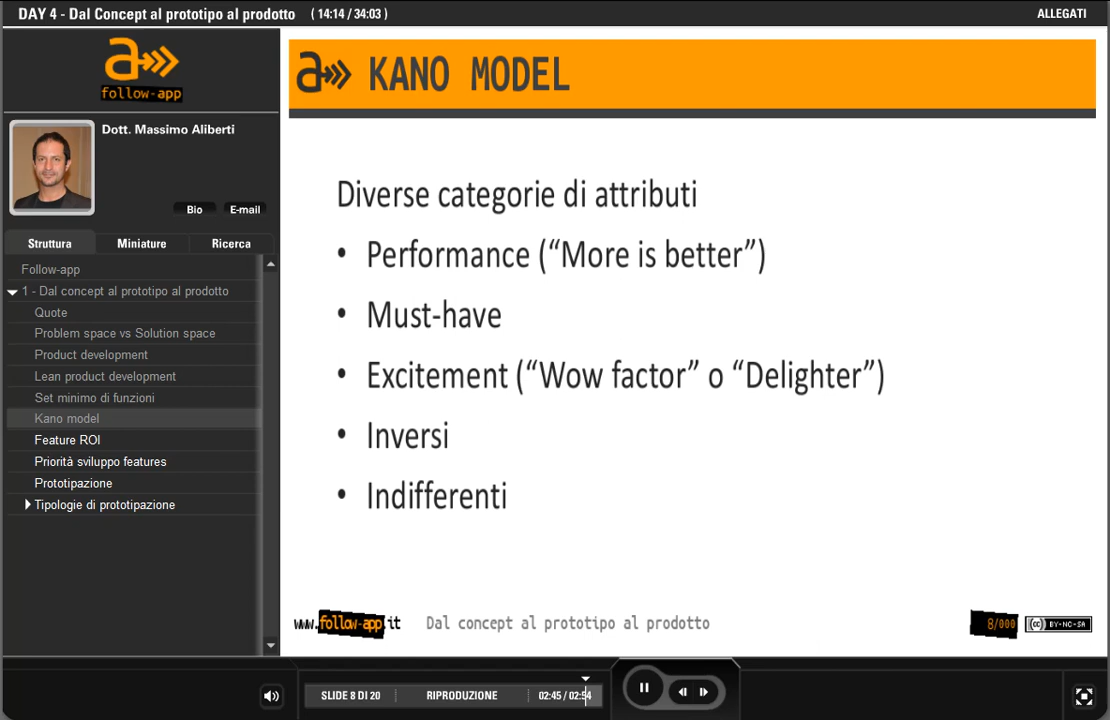 DAY 4 - Dal Concept al prototipo al prodotto ( 14:14 / 34:03 )
ALLEGATI
a
follow-app
Dott. Massimo Aliberti
Bio
E-mail
Struttura
Miniature
Ricerca
Follow-app
1 - Dal concept al prototipo al prodotto
Quote
Problem space vs Solution space
Product development
Lean product development
Set minimo di funzioni
Kano model
Feature ROI
Priorità sviluppo features
Prototipazione
Tipologie di prototipazione
a KANO MODEL
Diverse categorie di attributi
• Performance (“More is better”)
• Must-have
• Excitement (“Wow factor” o “Delighter”)
• Inversi
• Indifferenti
www.follow-app.it
Dal concept al prototipo al prodotto
8/000
(cc) BY-NC-SA
SLIDE 8 DI 20
RIPRODUZIONE
02:45 / 02:54